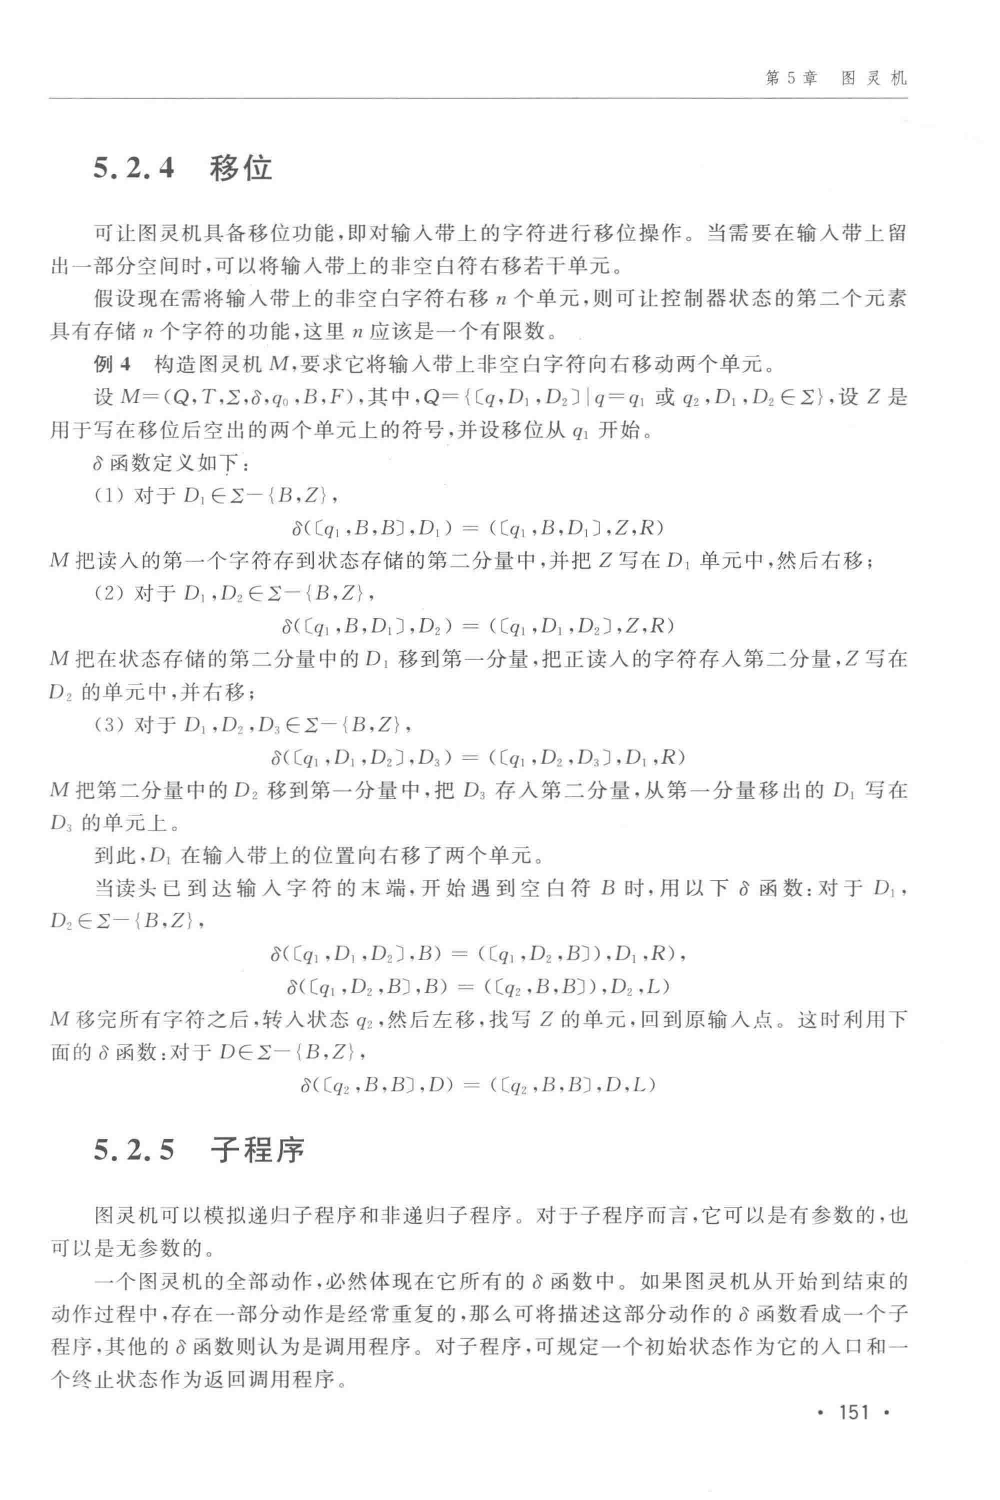 第 5 章　图 灵 机
5.2.4　移位
可让图灵机具备移位功能,即对输入带上的字符进行移位操作。当需要在输入带上留
出一部分空间时,可以将输入带上的非空白符右移若干单元。
假设现在需将输入带上的非空白字符右移 n 个单元,则可让控制器状态的第二个元素
具有存储 n 个字符的功能,这里 n 应该是一个有限数。
例 4　构造图灵机 M,要求它将输入带上非空白字符向右移动两个单元。
设 M=(Q,T,Σ,δ,q₀,B,F),其中,Q={〔q,D₁,D₂〕|q=q₁ 或 q₂,D₁,D₂∈Σ},设 Z 是
用于写在移位后空出的两个单元上的符号,并设移位从 q₁ 开始。
δ 函数定义如下:
(1) 对于 D₁∈Σ-{B,Z},
δ(〔q₁,B,B〕,D₁) = (〔q₁,B,D₁〕,Z,R)
M 把读入的第一个字符存到状态存储的第二分量中,并把 Z 写在 D₁ 单元中,然后右移;
(2) 对于 D₁,D₂∈Σ-{B,Z},
δ(〔q₁,B,D₁〕,D₂) = (〔q₁,D₁,D₂〕,Z,R)
M 把在状态存储的第二分量中的 D₁ 移到第一分量,把正读入的字符存入第二分量,Z 写在
D₂ 的单元中,并右移;
(3) 对于 D₁,D₂,D₃∈Σ-{B,Z},
δ(〔q₁,D₁,D₂〕,D₃) = (〔q₁,D₂,D₃〕,D₁,R)
M 把第二分量中的 D₂ 移到第一分量中,把 D₃ 存入第二分量,从第一分量移出的 D₁ 写在
D₃ 的单元上。
到此,D₁ 在输入带上的位置向右移了两个单元。
当读头已到达输入字符的末端,开始遇到空白符 B 时,用以下 δ 函数:对于 D₁,
D₂∈Σ-{B,Z},
δ(〔q₁,D₁,D₂〕,B) = (〔q₁,D₂,B〕),D₁,R),
δ(〔q₁,D₂,B〕,B) = (〔q₂,B,B〕),D₂,L)
M 移完所有字符之后,转入状态 q₂,然后左移,找写 Z 的单元,回到原输入点。这时利用下
面的 δ 函数:对于 D∈Σ-{B,Z},
δ(〔q₂,B,B〕,D) = (〔q₂,B,B〕,D,L)
5.2.5　子程序
图灵机可以模拟递归子程序和非递归子程序。对于子程序而言,它可以是有参数的,也
可以是无参数的。
一个图灵机的全部动作,必然体现在它所有的 δ 函数中。如果图灵机从开始到结束的
动作过程中,存在一部分动作是经常重复的,那么可将描述这部分动作的 δ 函数看成一个子
程序,其他的 δ 函数则认为是调用程序。对子程序,可规定一个初始状态作为它的入口和一
个终止状态作为返回调用程序。
· 151 ·